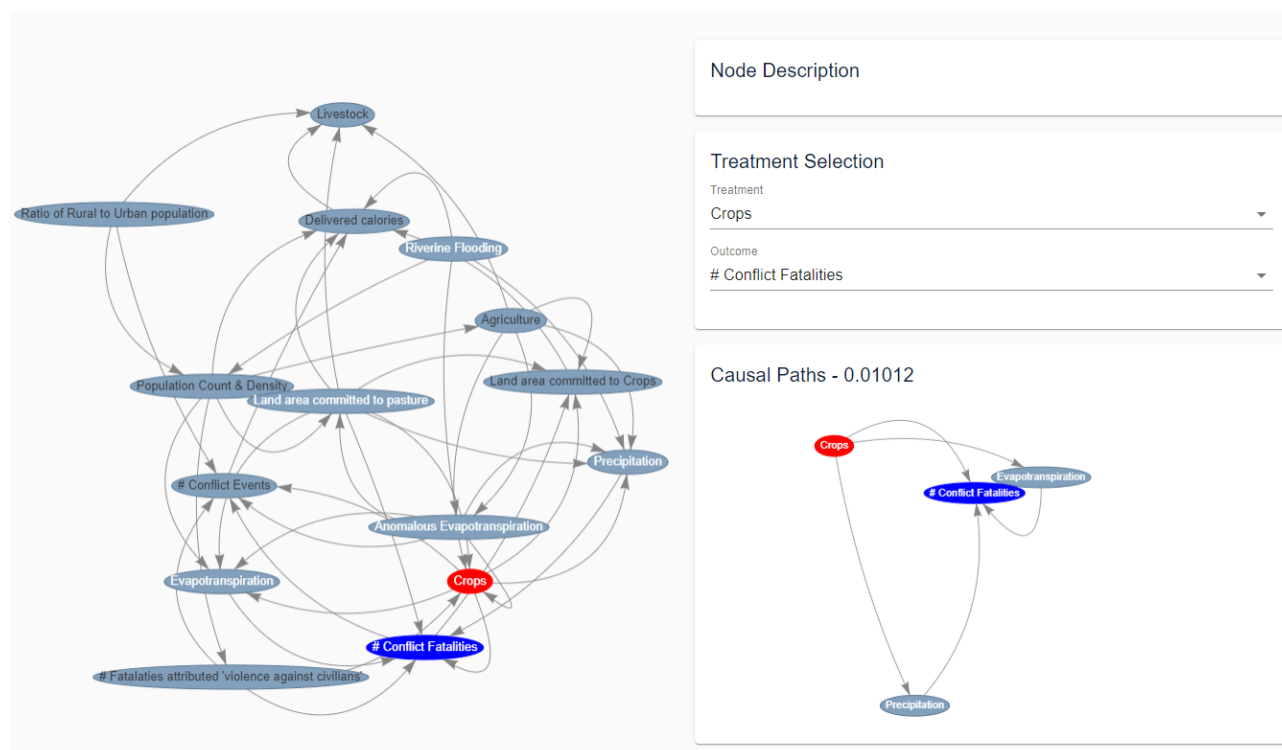 Node Description
Livestock
Treatment Selection
Treatment
Crops
Ratio of Rural to Urban population
Delivered calories
Riverine Flooding
Outcome
# Conflict Fatalities
Agriculture
Causal Paths - 0.01012
Population Count & Density
Land area committed to pasture
Land area committed to Crops
Crops
Precipitation
Evapotranspiration
# Conflict Fatalities
# Conflict Events
Anomalous Evapotranspiration
Evapotranspiration
Crops
# Conflict Fatalities
# Fatalaties attributed 'violence against civilians'
Precipitation